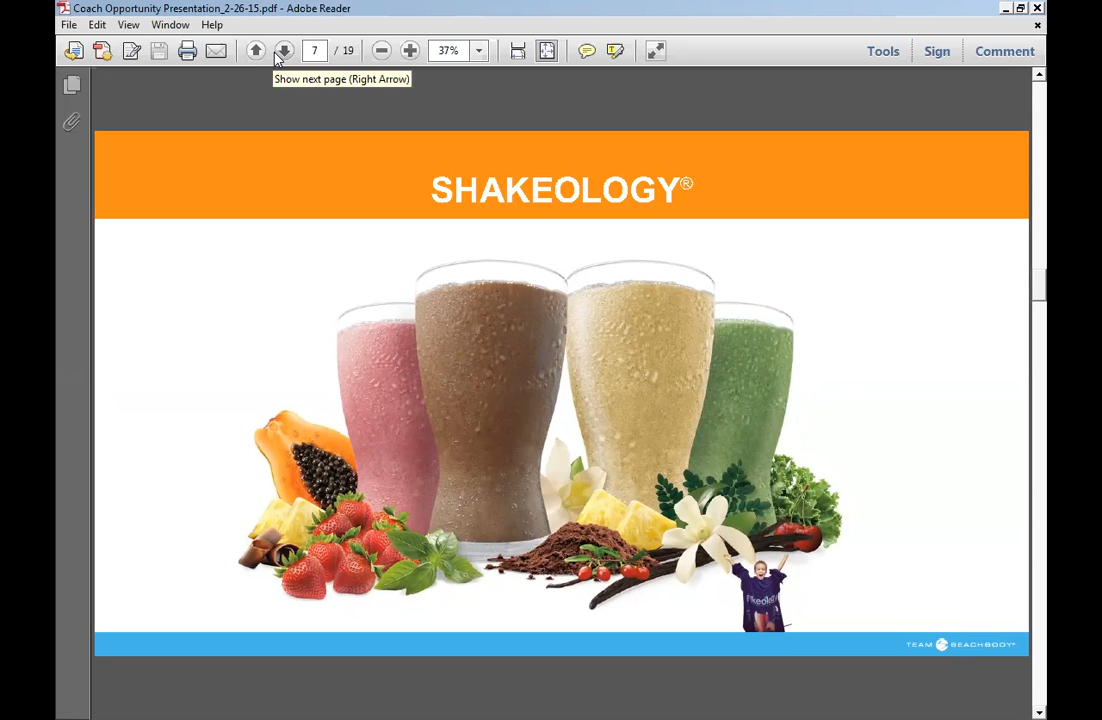 Coach Opportunity Presentation_2-26-15.pdf - Adobe Reader
File Edit View Window Help
7 / 19 37% Tools Sign Comment
Show next page (Right Arrow)
SHAKEOLOGY®
TEAM BEACHBODY®